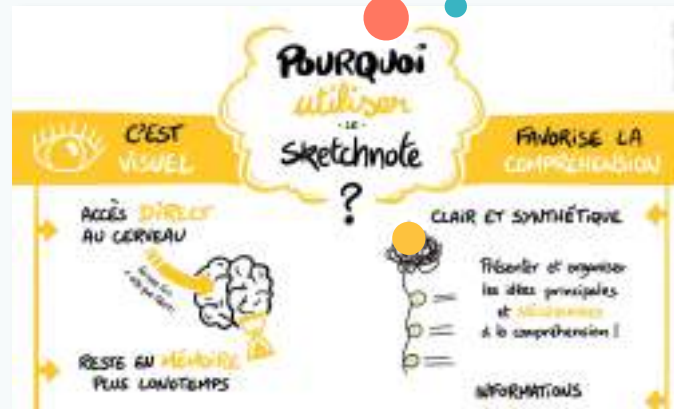 POURQUOI
utiliser
- LE -
Sketchnote
?
C'EST
VISUEL
ACCÈS DIRECT
AU CERVEAU
RESTE EN MÉMOIRE
PLUS LONGTEMPS
FAVORISE LA
COMPRÉHENSION
CLAIR ET SYNTHÉTIQUE
Présenter et organiser
les idées principales
et NÉCESSAIRES
à la compréhension !
INFORMATIONS